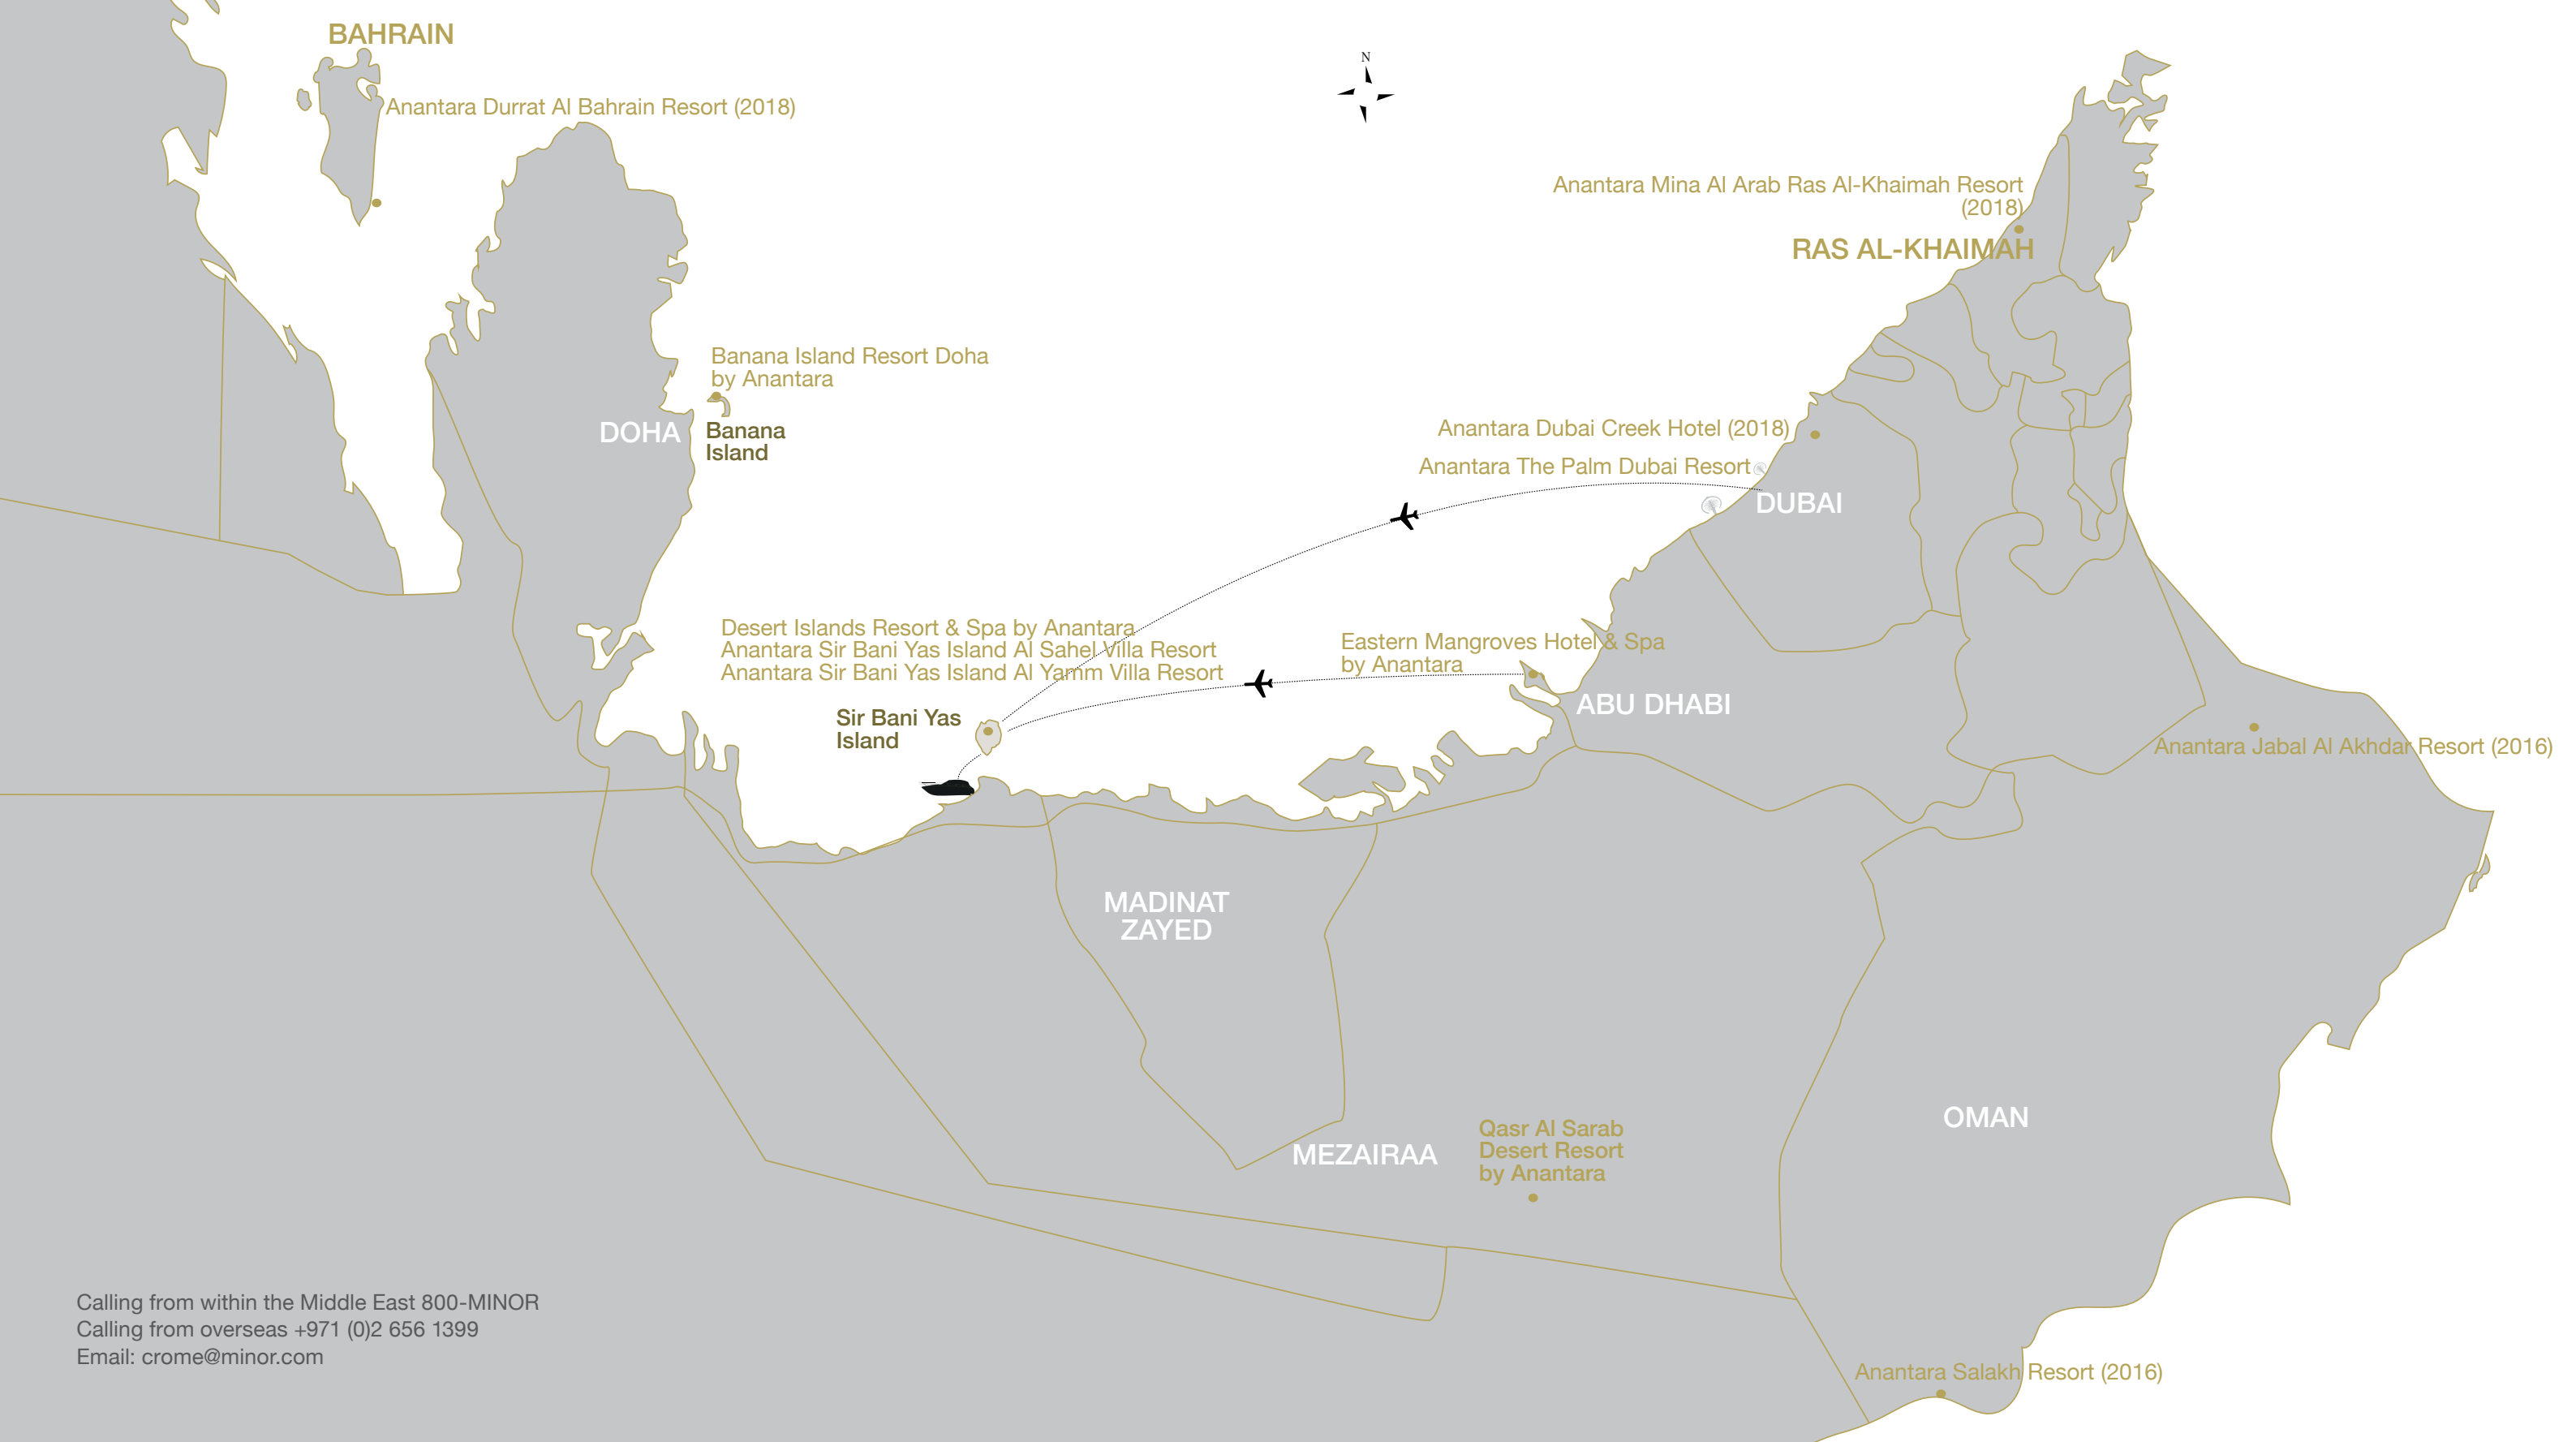 BAHRAIN
N
Anantara Durrat Al Bahrain Resort (2018)
Anantara Mina Al Arab Ras Al-Khaimah Resort
(2018)
RAS AL-KHAIMAH
Banana Island Resort Doha
by Anantara
DOHA
Banana
Island
Anantara Dubai Creek Hotel (2018)
Anantara The Palm Dubai Resort
DUBAI
Desert Islands Resort & Spa by Anantara
Anantara Sir Bani Yas Island Al Sahel Villa Resort
Anantara Sir Bani Yas Island Al Yamm Villa Resort
Eastern Mangroves Hotel & Spa
by Anantara
Sir Bani Yas
Island
ABU DHABI
Anantara Jabal Al Akhdar Resort (2016)
MADINAT
ZAYED
MEZAIRAA
Qasr Al Sarab
Desert Resort
by Anantara
OMAN
Calling from within the Middle East 800-MINOR
Calling from overseas +971 (0)2 656 1399
Email: crome@minor.com
Anantara Salakh Resort (2016)